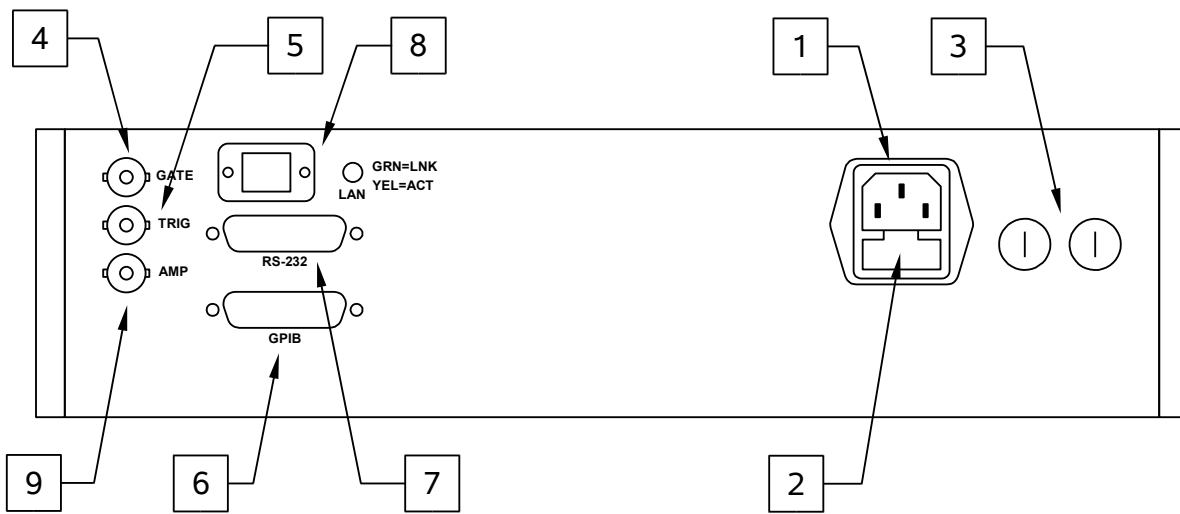 4
5
8
1
3
GATE
TRIG
AMP
GRN=LNK
YEL=ACT
LAN
RS-232
GPIB
9
6
7
2